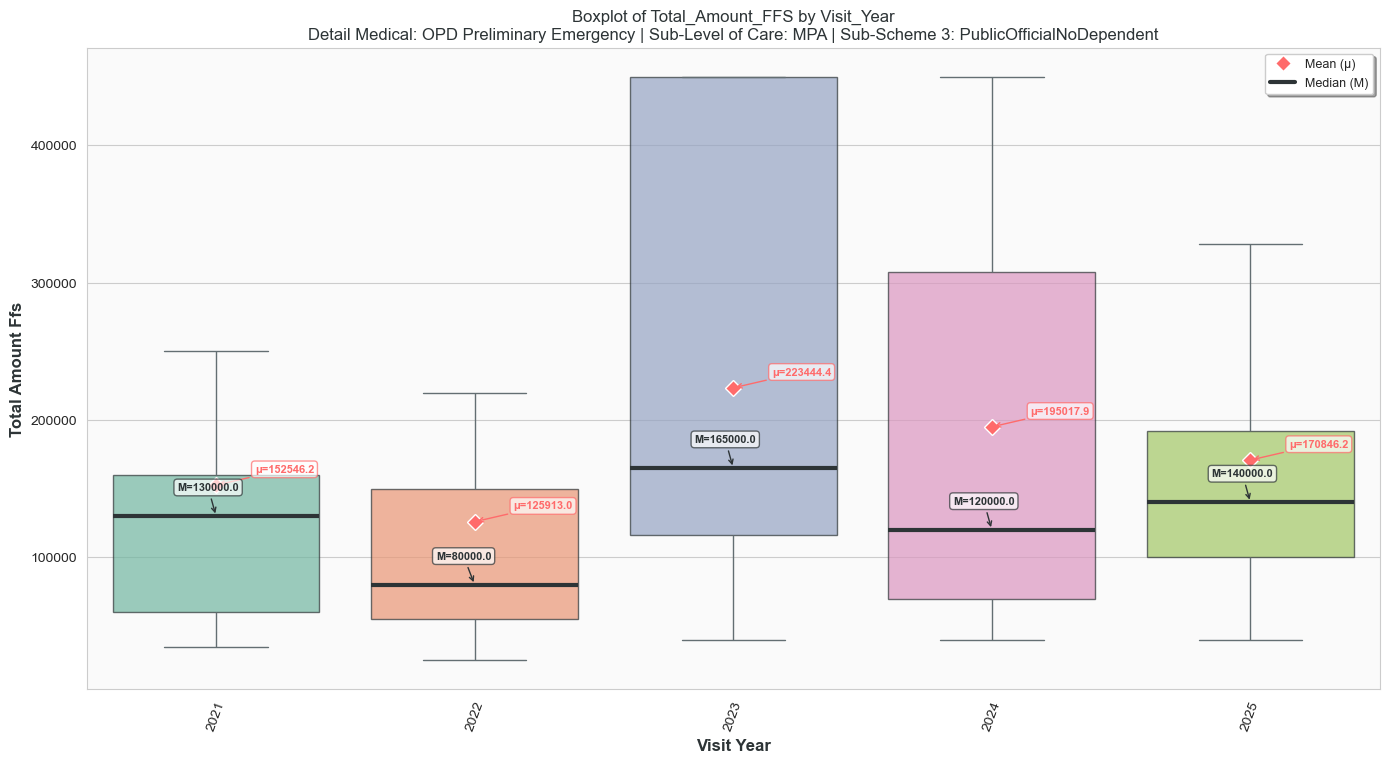 Boxplot of Total_Amount_FFS by Visit_Year
Detail Medical: OPD Preliminary Emergency | Sub-Level of Care: MPA | Sub-Scheme 3: PublicOfficialNoDependent
Mean (μ)
Median (M)
Total Amount Ffs
400000
300000
200000
100000
μ=152546.2
M=130000.0
μ=125913.0
M=80000.0
μ=223444.4
M=165000.0
μ=195017.9
M=120000.0
μ=170846.2
M=140000.0
2021
2022
2023
2024
2025
Visit Year